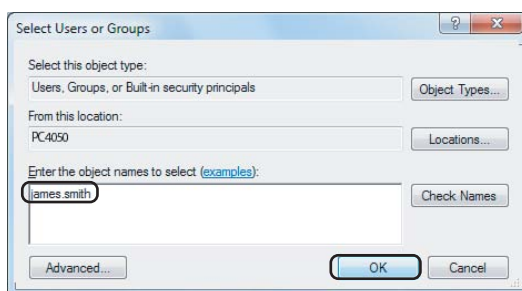 Select Users or Groups
Select this object type:
Users, Groups, or Built-in security principals
Object Types...
From this location:
PC4050
Locations...
Enter the object names to select (examples):
james.smith
Check Names
Advanced...
OK
Cancel